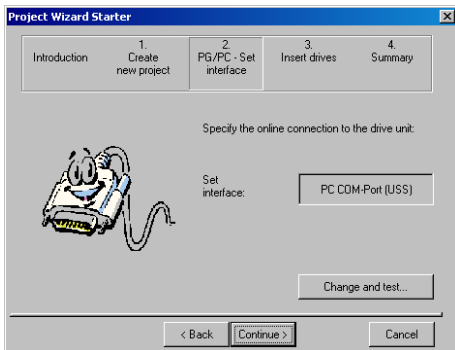 Project Wizard Starter
Introduction
1.
Create
new project
2.
PG/PC - Set
interface
3.
Insert drives
4.
Summary
Specify the online connection to the drive unit:
Set
interface:
PC COM-Port (USS)
Change and test...
< Back
Continue >
Cancel